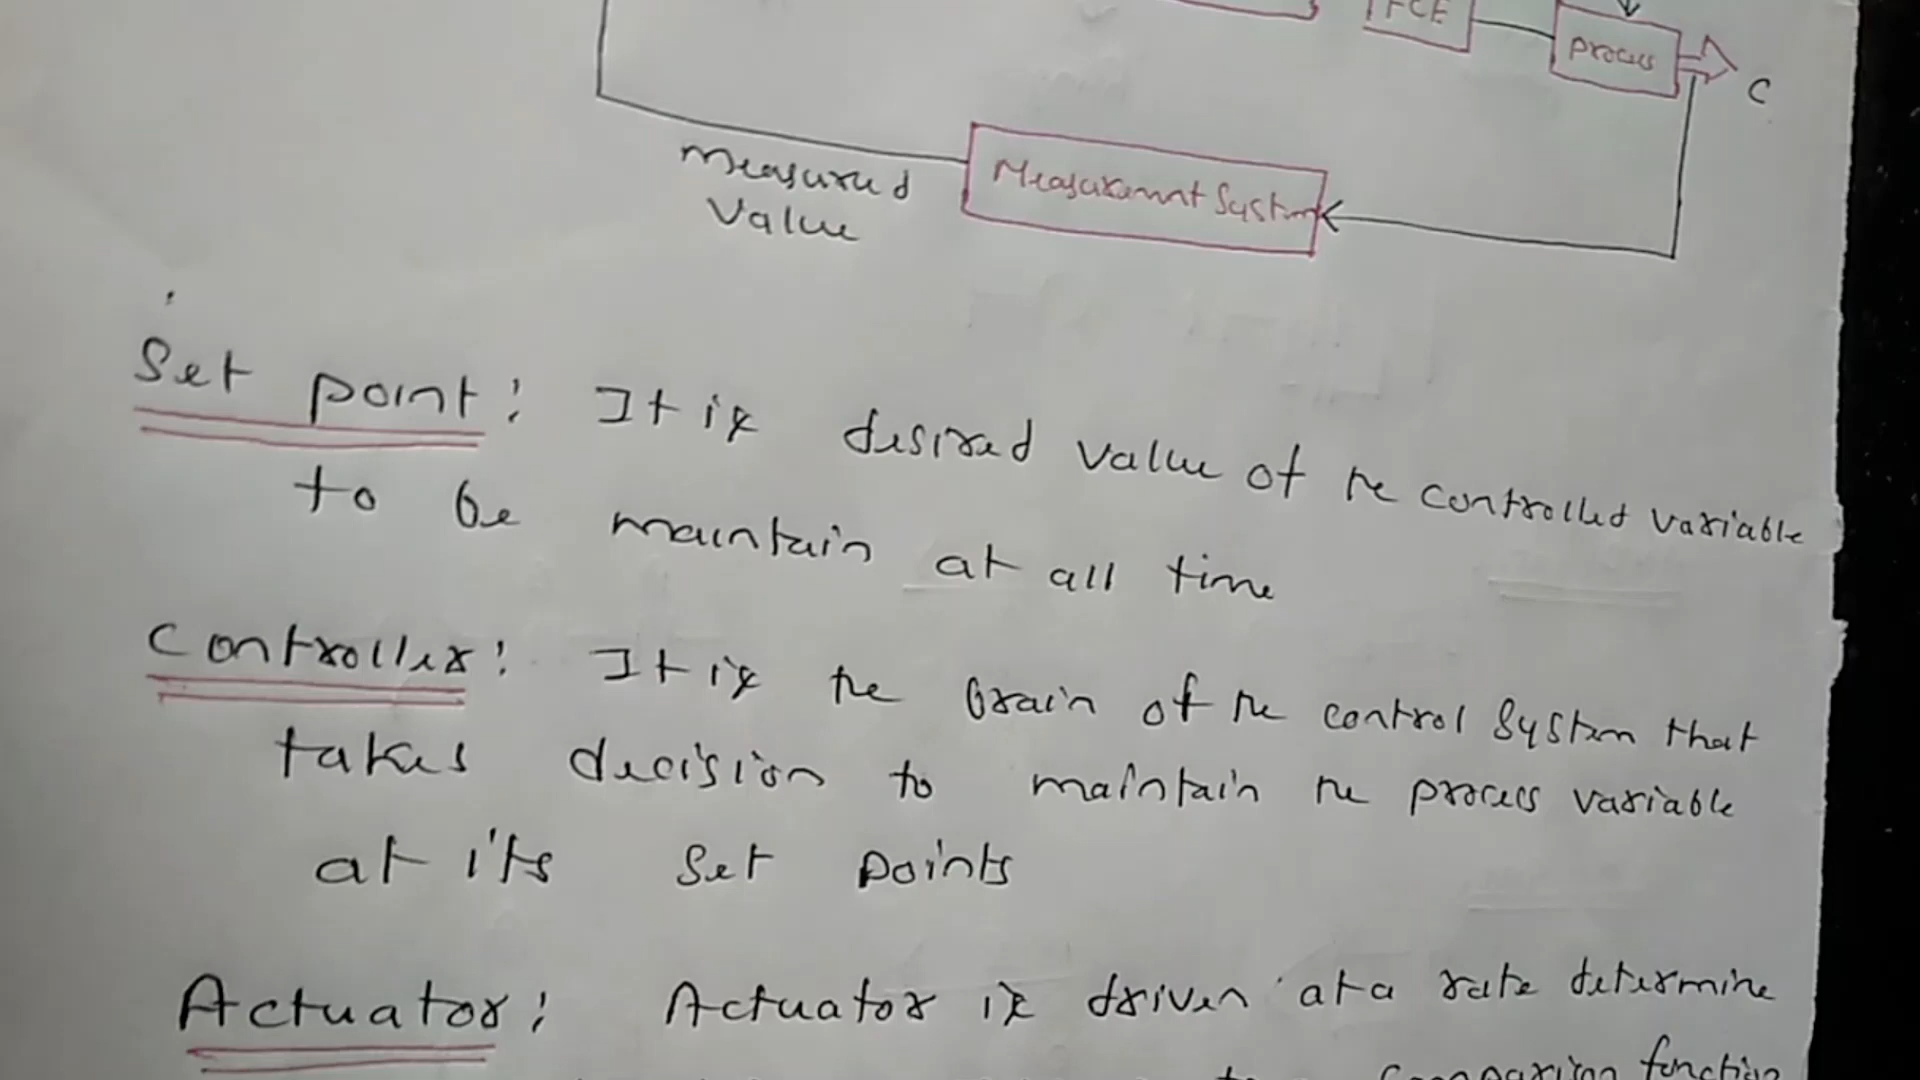 FCE
process
C
Measured
Value
Measurement System
Set point : It is desired value of the controlled variable
to be maintain at all time
Controller : It is the brain of the control System that
takes decision to maintain the process variable
at it's set points
Actuator : Actuator is driven at a rate determine
comparison function